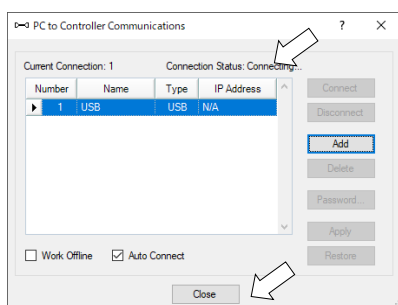 PC to Controller Communications
Current Connection: 1 Connection Status: Connecting...
Number Name Type IP Address
1 USB USB N/A
Connect
Disconnect
Add
Delete
Password...
Apply
Restore
Work Offline Auto Connect
Close